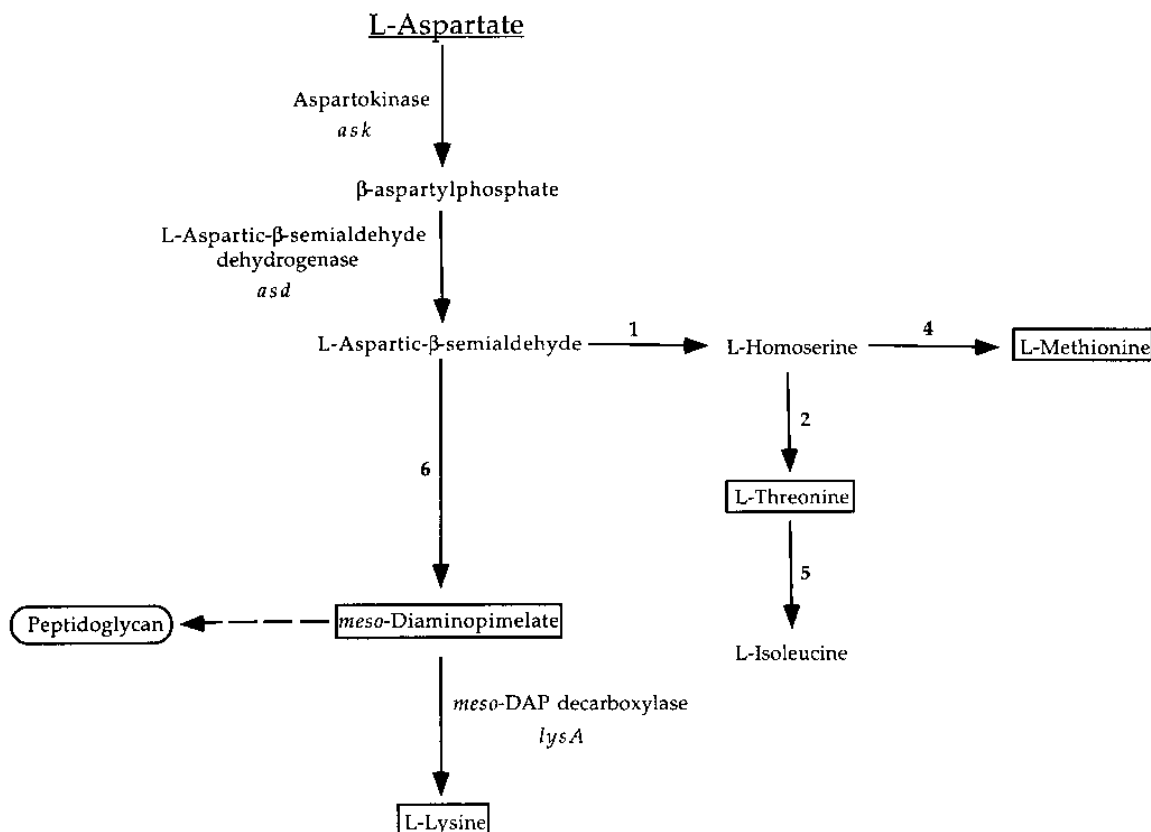 L-Aspartate
Aspartokinase
ask
β-aspartylphosphate
L-Aspartic-β-semialdehyde
dehydrogenase
asd
L-Aspartic-β-semialdehyde
1
L-Homoserine
4
L-Methionine
2
6
L-Threonine
5
Peptidoglycan
meso-Diaminopimelate
L-Isoleucine
meso-DAP decarboxylase
lysA
L-Lysine